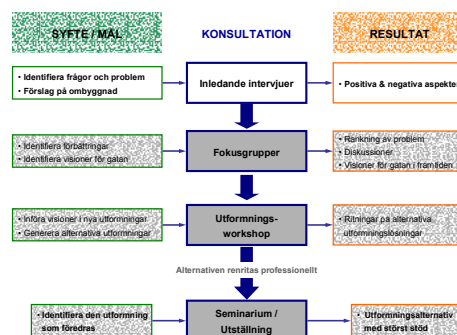 SYFTE / MÅL
KONSULTATION
RESULTAT
• Identifiera frågor och problem
• Förslag på ombyggnad
Inledande intervjuer
• Positiva & negativa aspekter
• Identifiera förbättringar
• Identifiera visioner för gatan
Fokusgrupper
• Rankning av problem
• Diskussioner
• Visioner för gatan i framtiden
• Införa visioner i nya utformningar
• Generera alternativa utformningar
Utformnings-
workshop
• Ritningar på alternativa
utformningslösningar
Alternativen renritas professionellt
• Identifiera den utformning
som föredras
Seminarium /
Utställning
• Utformningsalternativ
med störst stöd